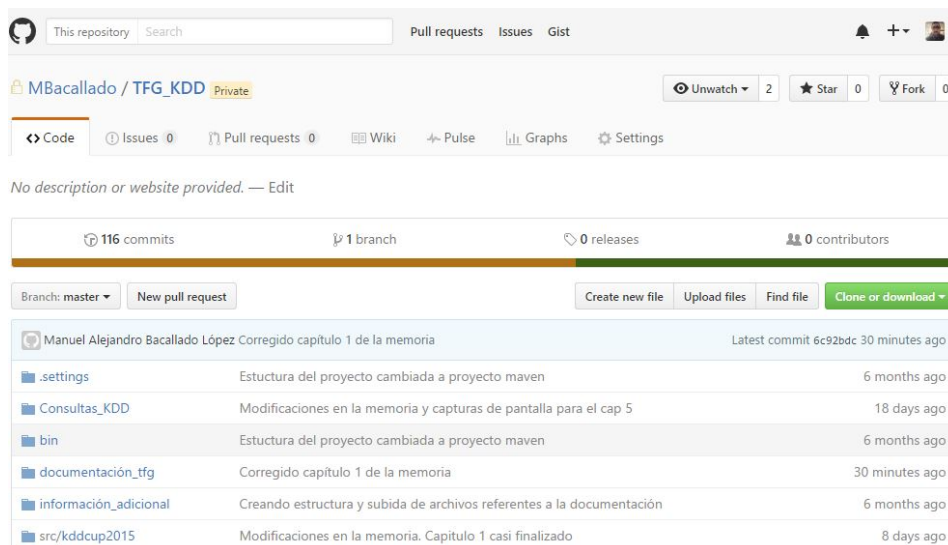 This repository Search Pull requests Issues Gist
MBacallado / TFG_KDD Private Unwatch 2 Star 0 Fork 0
Code Issues 0 Pull requests 0 Wiki Pulse Graphs Settings
No description or website provided. — Edit
116 commits 1 branch 0 releases 0 contributors
Branch: master New pull request Create new file Upload files Find file Clone or download
Manuel Alejandro Bacallado López Corregido capítulo 1 de la memoria Latest commit 6c92bdc 30 minutes ago
.settings Estuctura del proyecto cambiada a proyecto maven 6 months ago
Consultas_KDD Modificaciones en la memoria y capturas de pantalla para el cap 5 18 days ago
bin Estuctura del proyecto cambiada a proyecto maven 6 months ago
documentación_tfg Corregido capítulo 1 de la memoria 30 minutes ago
información_adicional Creando estructura y subida de archivos referentes a la documentación 6 months ago
src/kddcup2015 Modificaciones en la memoria. Capitulo 1 casi finalizado 8 days ago